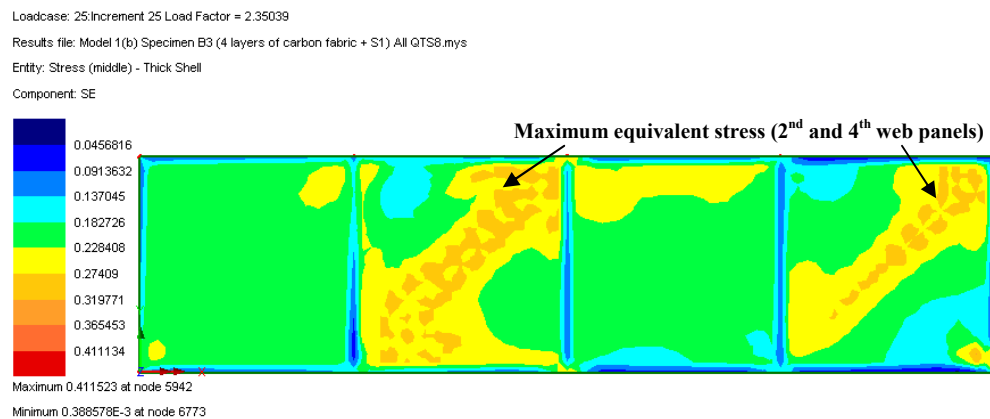 Loadcase: 25:Increment 25 Load Factor = 2.35039
Results file: Model 1(b) Specimen B3 (4 layers of carbon fabric + S1) All QTS8.mys
Entity: Stress (middle) - Thick Shell
Component: SE
Maximum equivalent stress (2nd and 4th web panels)
0.0456816
0.0913632
0.137045
0.182726
0.228408
0.27409
0.319771
0.365453
0.411134
Z
X
Maximum 0.411523 at node 5942
Minimum 0.388578E-3 at node 6773